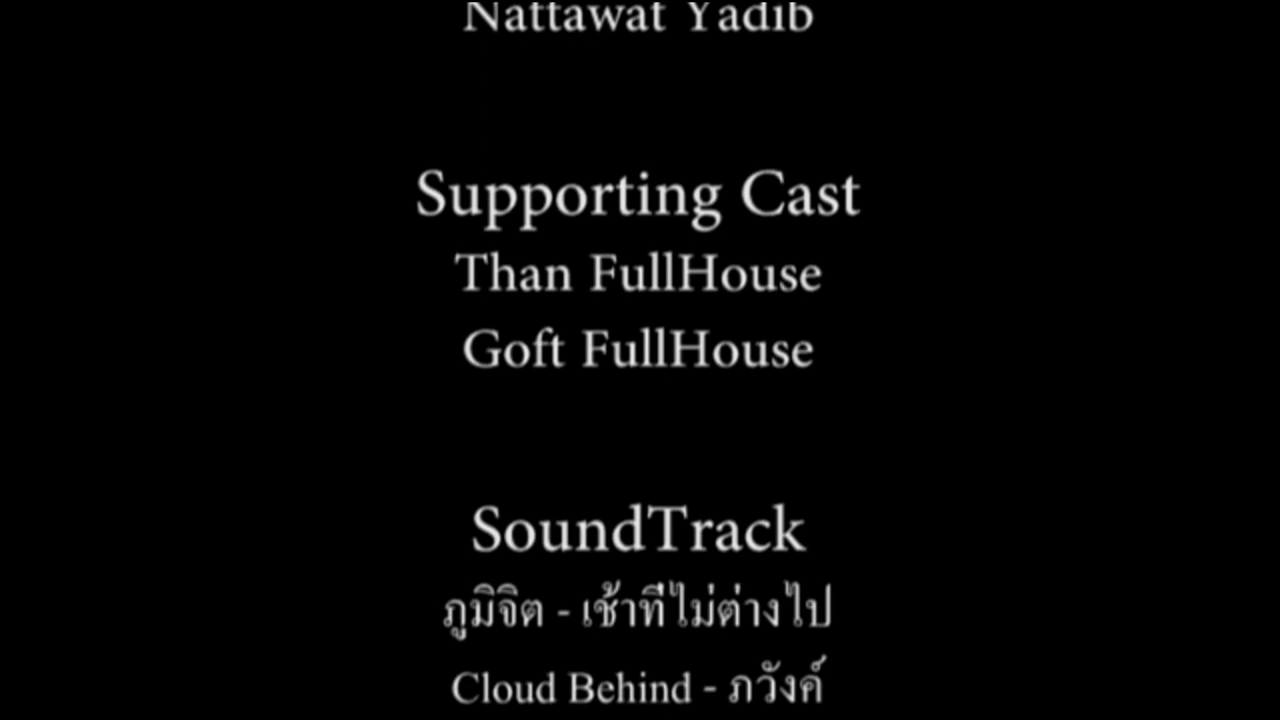 Nattawat Yadib
Supporting Cast
Than FullHouse
Goft FullHouse
SoundTrack
ภูมิจิต - เช้าที่ไม่ต่างไป
Cloud Behind - ภวังค์